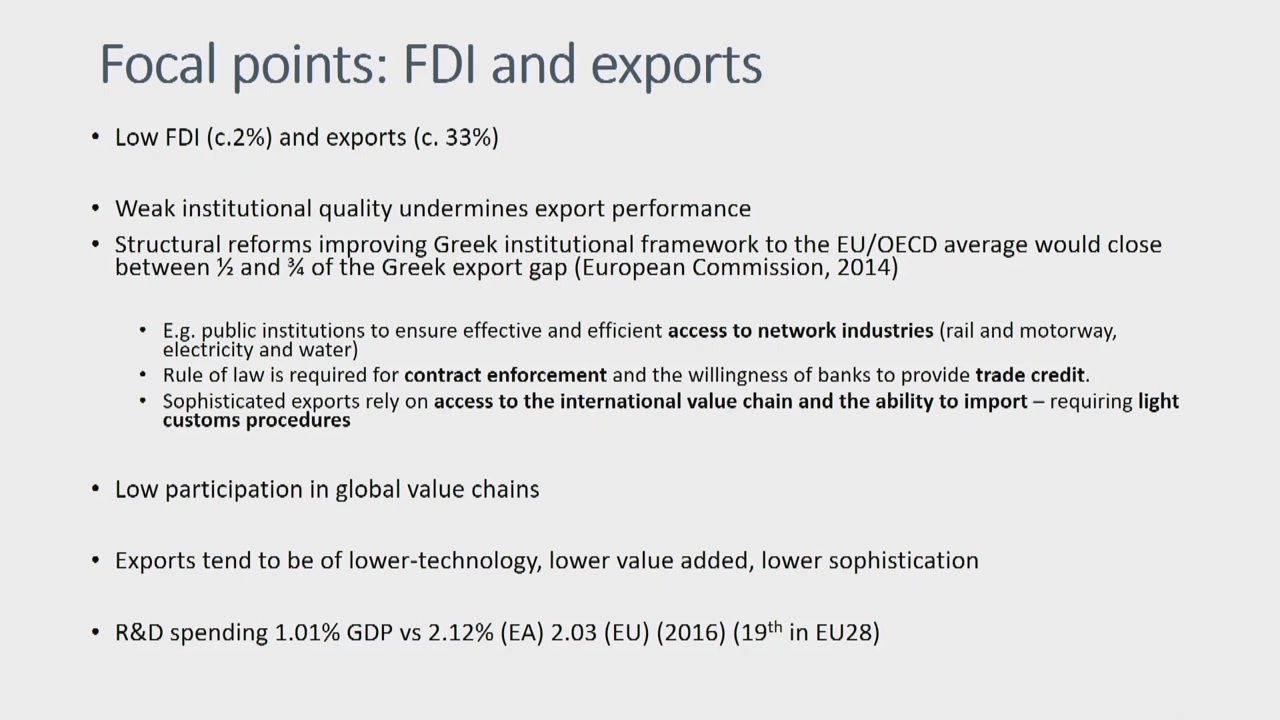 Focal points: FDI and exports
• Low FDI (c.2%) and exports (c. 33%)
• Weak institutional quality undermines export performance
• Structural reforms improving Greek institutional framework to the EU/OECD average would close
between ½ and ¾ of the Greek export gap (European Commission, 2014)
• E.g. public institutions to ensure effective and efficient access to network industries (rail and motorway,
electricity and water)
• Rule of law is required for contract enforcement and the willingness of banks to provide trade credit.
• Sophisticated exports rely on access to the international value chain and the ability to import – requiring light
customs procedures
• Low participation in global value chains
• Exports tend to be of lower-technology, lower value added, lower sophistication
• R&D spending 1.01% GDP vs 2.12% (EA) 2.03 (EU) (2016) (19th in EU28)